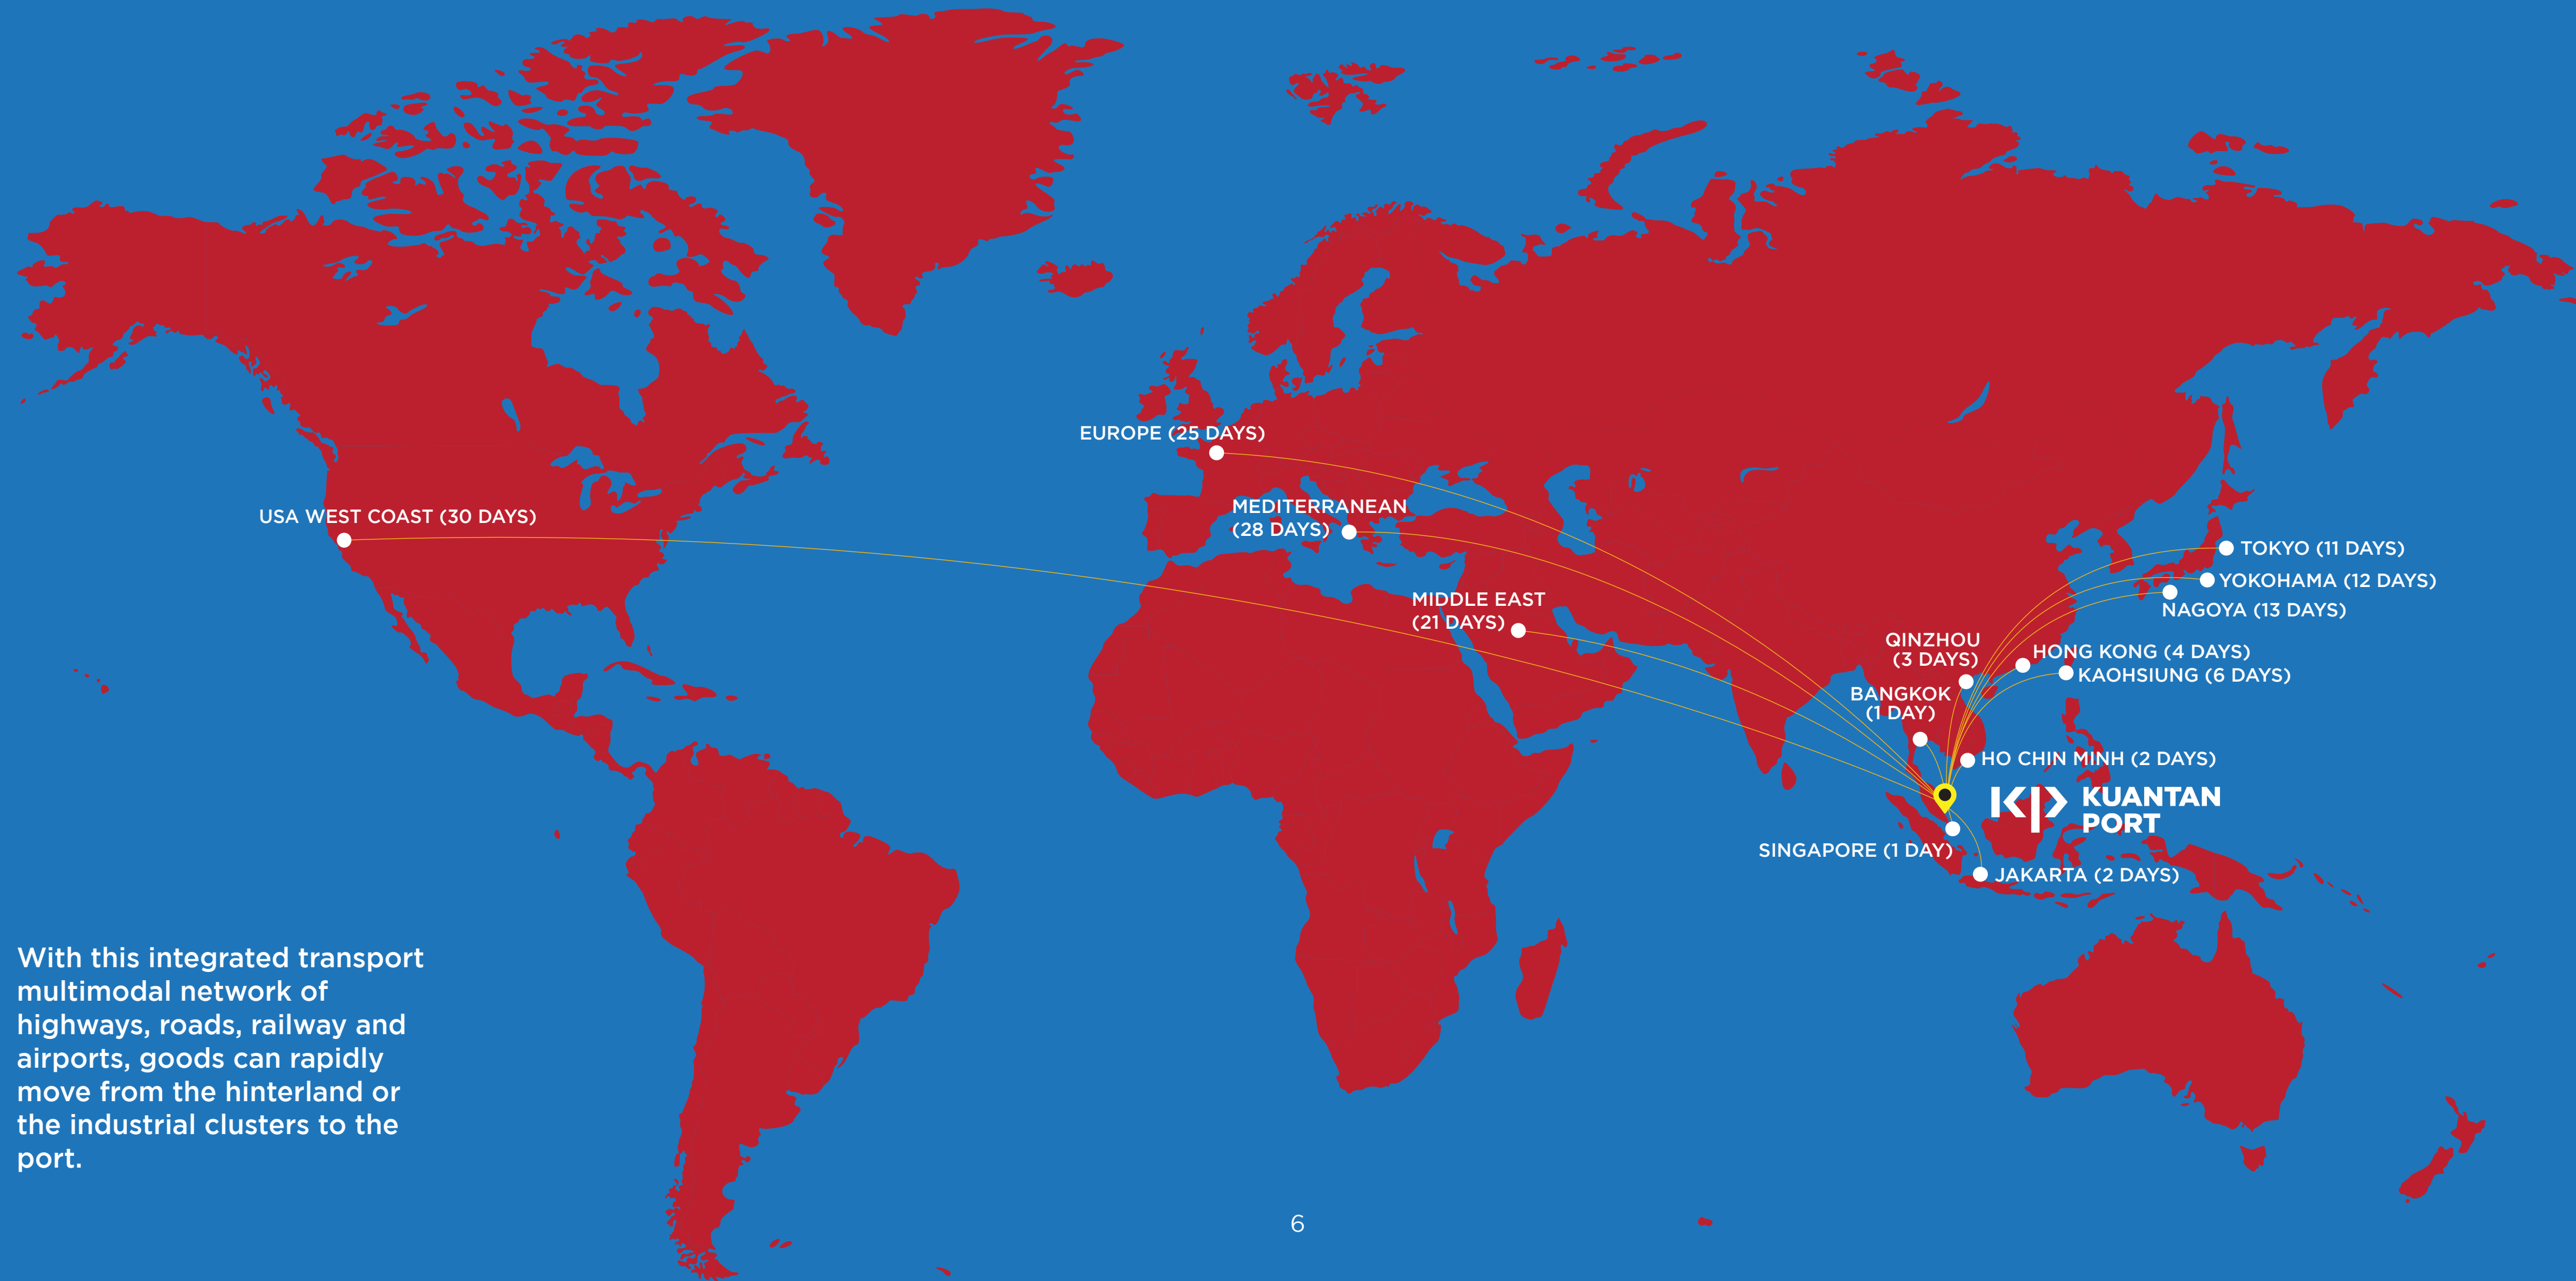 EUROPE (25 DAYS)
MEDITERRANEAN
(28 DAYS)
USA WEST COAST (30 DAYS)
TOKYO (11 DAYS)
YOKOHAMA (12 DAYS)
NAGOYA (13 DAYS)
MIDDLE EAST
(21 DAYS)
QINZHOU
(3 DAYS)
HONG KONG (4 DAYS)
KAOHSIUNG (6 DAYS)
BANGKOK
(1 DAY)
HO CHIN MINH (2 DAYS)
KUANTAN
PORT
SINGAPORE (1 DAY)
JAKARTA (2 DAYS)
With this integrated transport
multimodal network of
highways, roads, railway and
airports, goods can rapidly
move from the hinterland or
the industrial clusters to the
port.
6